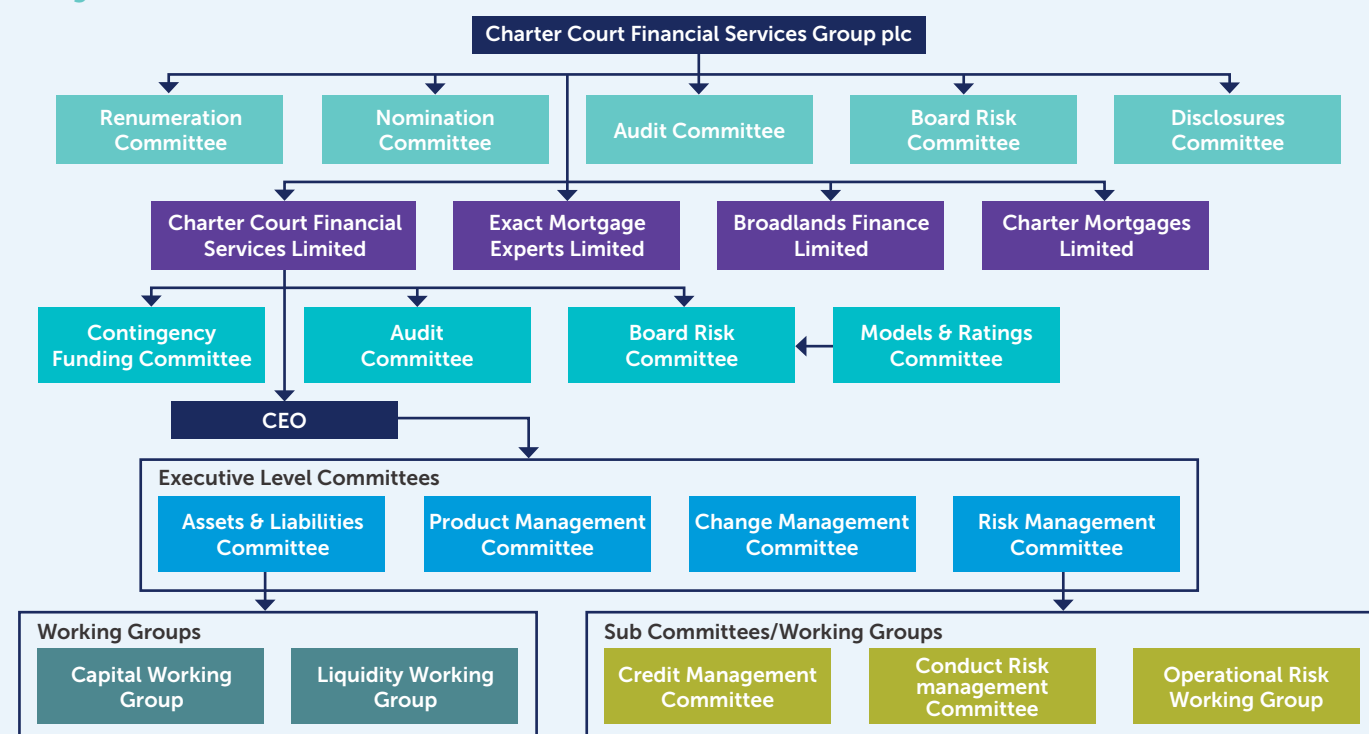 Charter Court Financial Services Group plc
Renumeration
Committee
Nomination
Committee
Audit Committee
Board Risk
Committee
Disclosures
Committee
Charter Court Financial
Services Limited
Exact Mortgage
Experts Limited
Broadlands Finance
Limited
Charter Mortgages
Limited
Contingency
Funding Committee
Audit
Committee
Board Risk
Committee
Models & Ratings
Committee
CEO
Executive Level Committees
Assets & Liabilities
Committee
Product Management
Committee
Change Management
Committee
Risk Management
Committee
Working Groups
Capital Working
Group
Liquidity Working
Group
Sub Committees/Working Groups
Credit Management
Committee
Conduct Risk
management
Committee
Operational Risk
Working Group